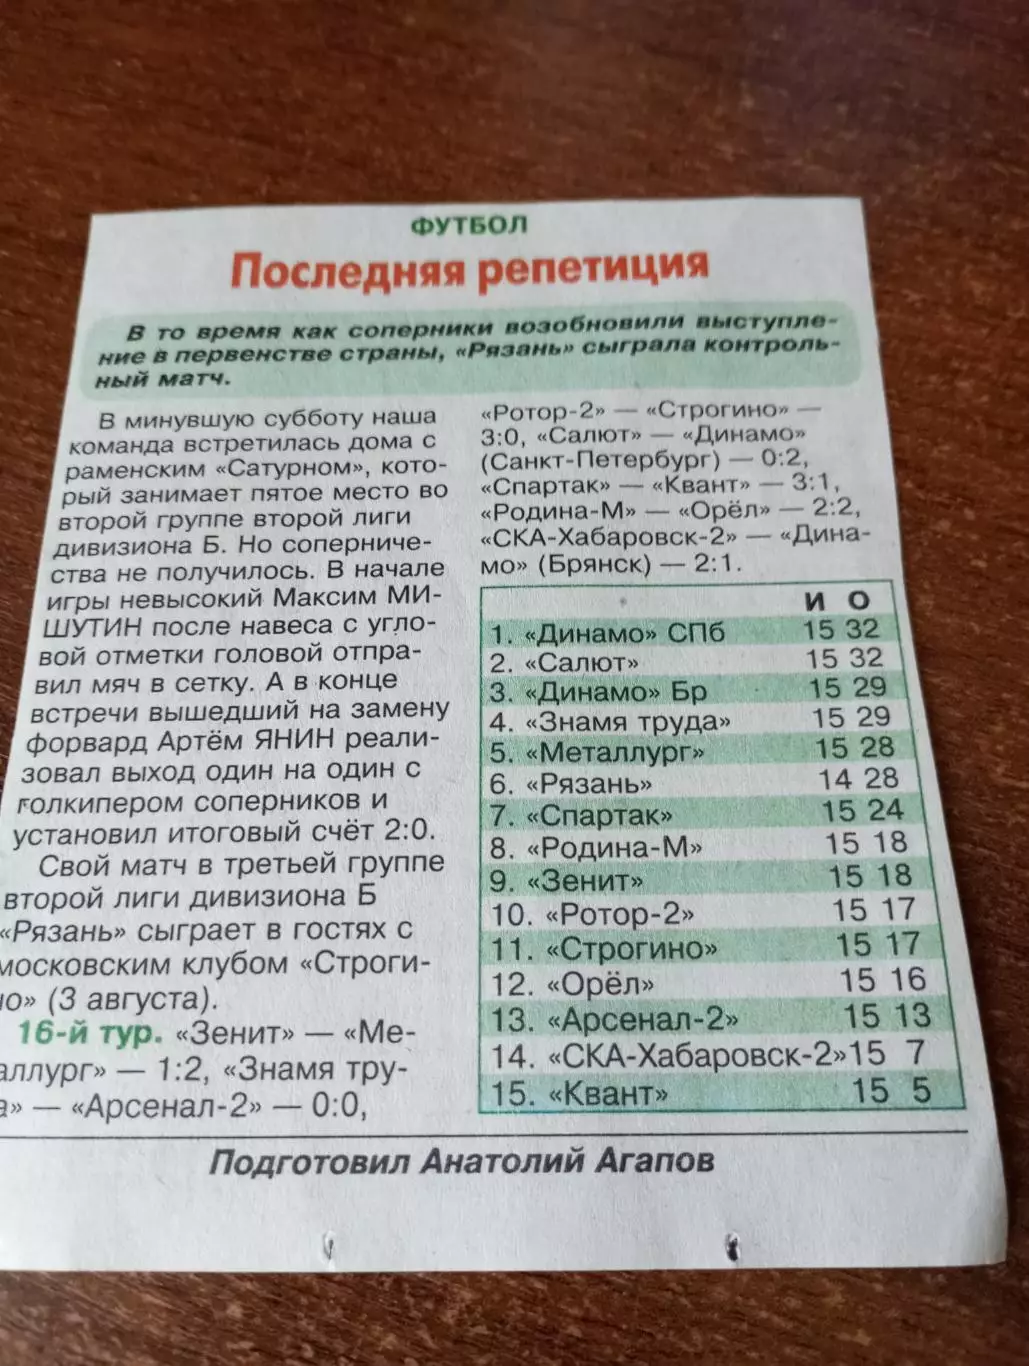 ФУТБОЛ
Последняя репетиция
В то время как соперники возобновили выступле-
ние в первенстве страны, «Рязань» сыграла контроль-
ный матч.
В минувшую субботу наша
команда встретилась дома с
раменским «Сатурном», кото-
рый занимает пятое место во
второй группе второй лиги
дивизиона Б. Но соперниче-
ства не получилось. В начале
игры невысокий Максим МИ-
ШУТИН после навеса с угло-
вой отметки головой отпра-
вил мяч в сетку. А в конце
встречи вышедший на замену
форвард Артём ЯНИН реали-
зовал выход один на один с
голкипером соперников и
установил итоговый счёт 2:0.
Свой матч в третьей группе
второй лиги дивизиона Б
«Рязань» сыграет в гостях с
московским клубом «Строги-
но» (3 августа).
16-й тур. «Зенит» — «Ме-
аллург» — 1:2, «Знамя тру-
а» — «Арсенал-2» — 0:0,
«Ротор-2» — «Строгино» —
3:0, «Салют» — «Динамо»
(Санкт-Петербург) — 0:2,
«Спартак» — «Квант» — 3:1,
«Родина-М» — «Орёл» — 2:2,
«СКА-Хабаровск-2» — «Дина-
мо» (Брянск) — 2:1.
И О
1. «Динамо» СПб 15 32
2. «Салют» 15 32
3. «Динамо» Бр 15 29
4. «Знамя труда» 15 29
5. «Металлург» 15 28
6. «Рязань» 14 28
7. «Спартак» 15 24
8. «Родина-М» 15 18
9. «Зенит» 15 18
10. «Ротор-2» 15 17
11. «Строгино» 15 17
12. «Орёл» 15 16
13. «Арсенал-2» 15 13
14. «СКА-Хабаровск-2» 15 7
15. «Квант» 15 5
Подготовил Анатолий Агапов